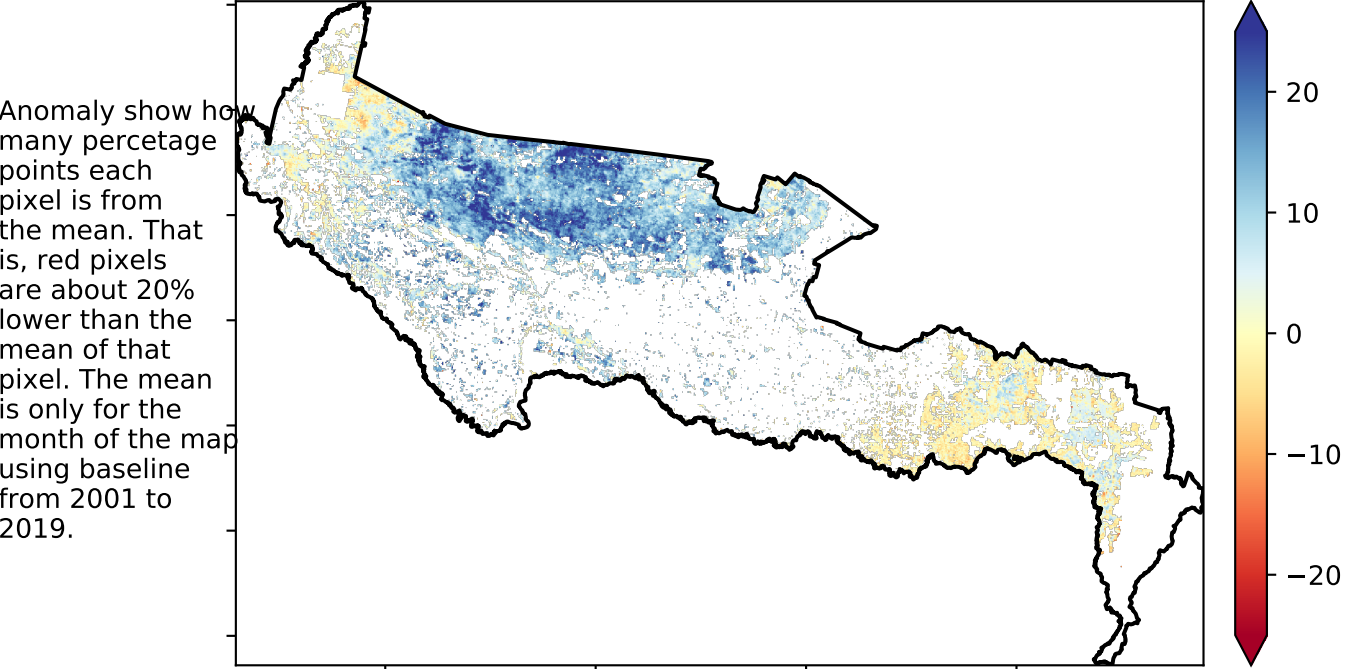 Anomaly show how
many percetage
points each
pixel is from
the mean. That
is, red pixels
are about 20%
lower than the
mean of that
pixel. The mean
is only for the
month of the map
using baseline
from 2001 to
2019.
20
10
0
−10
−20